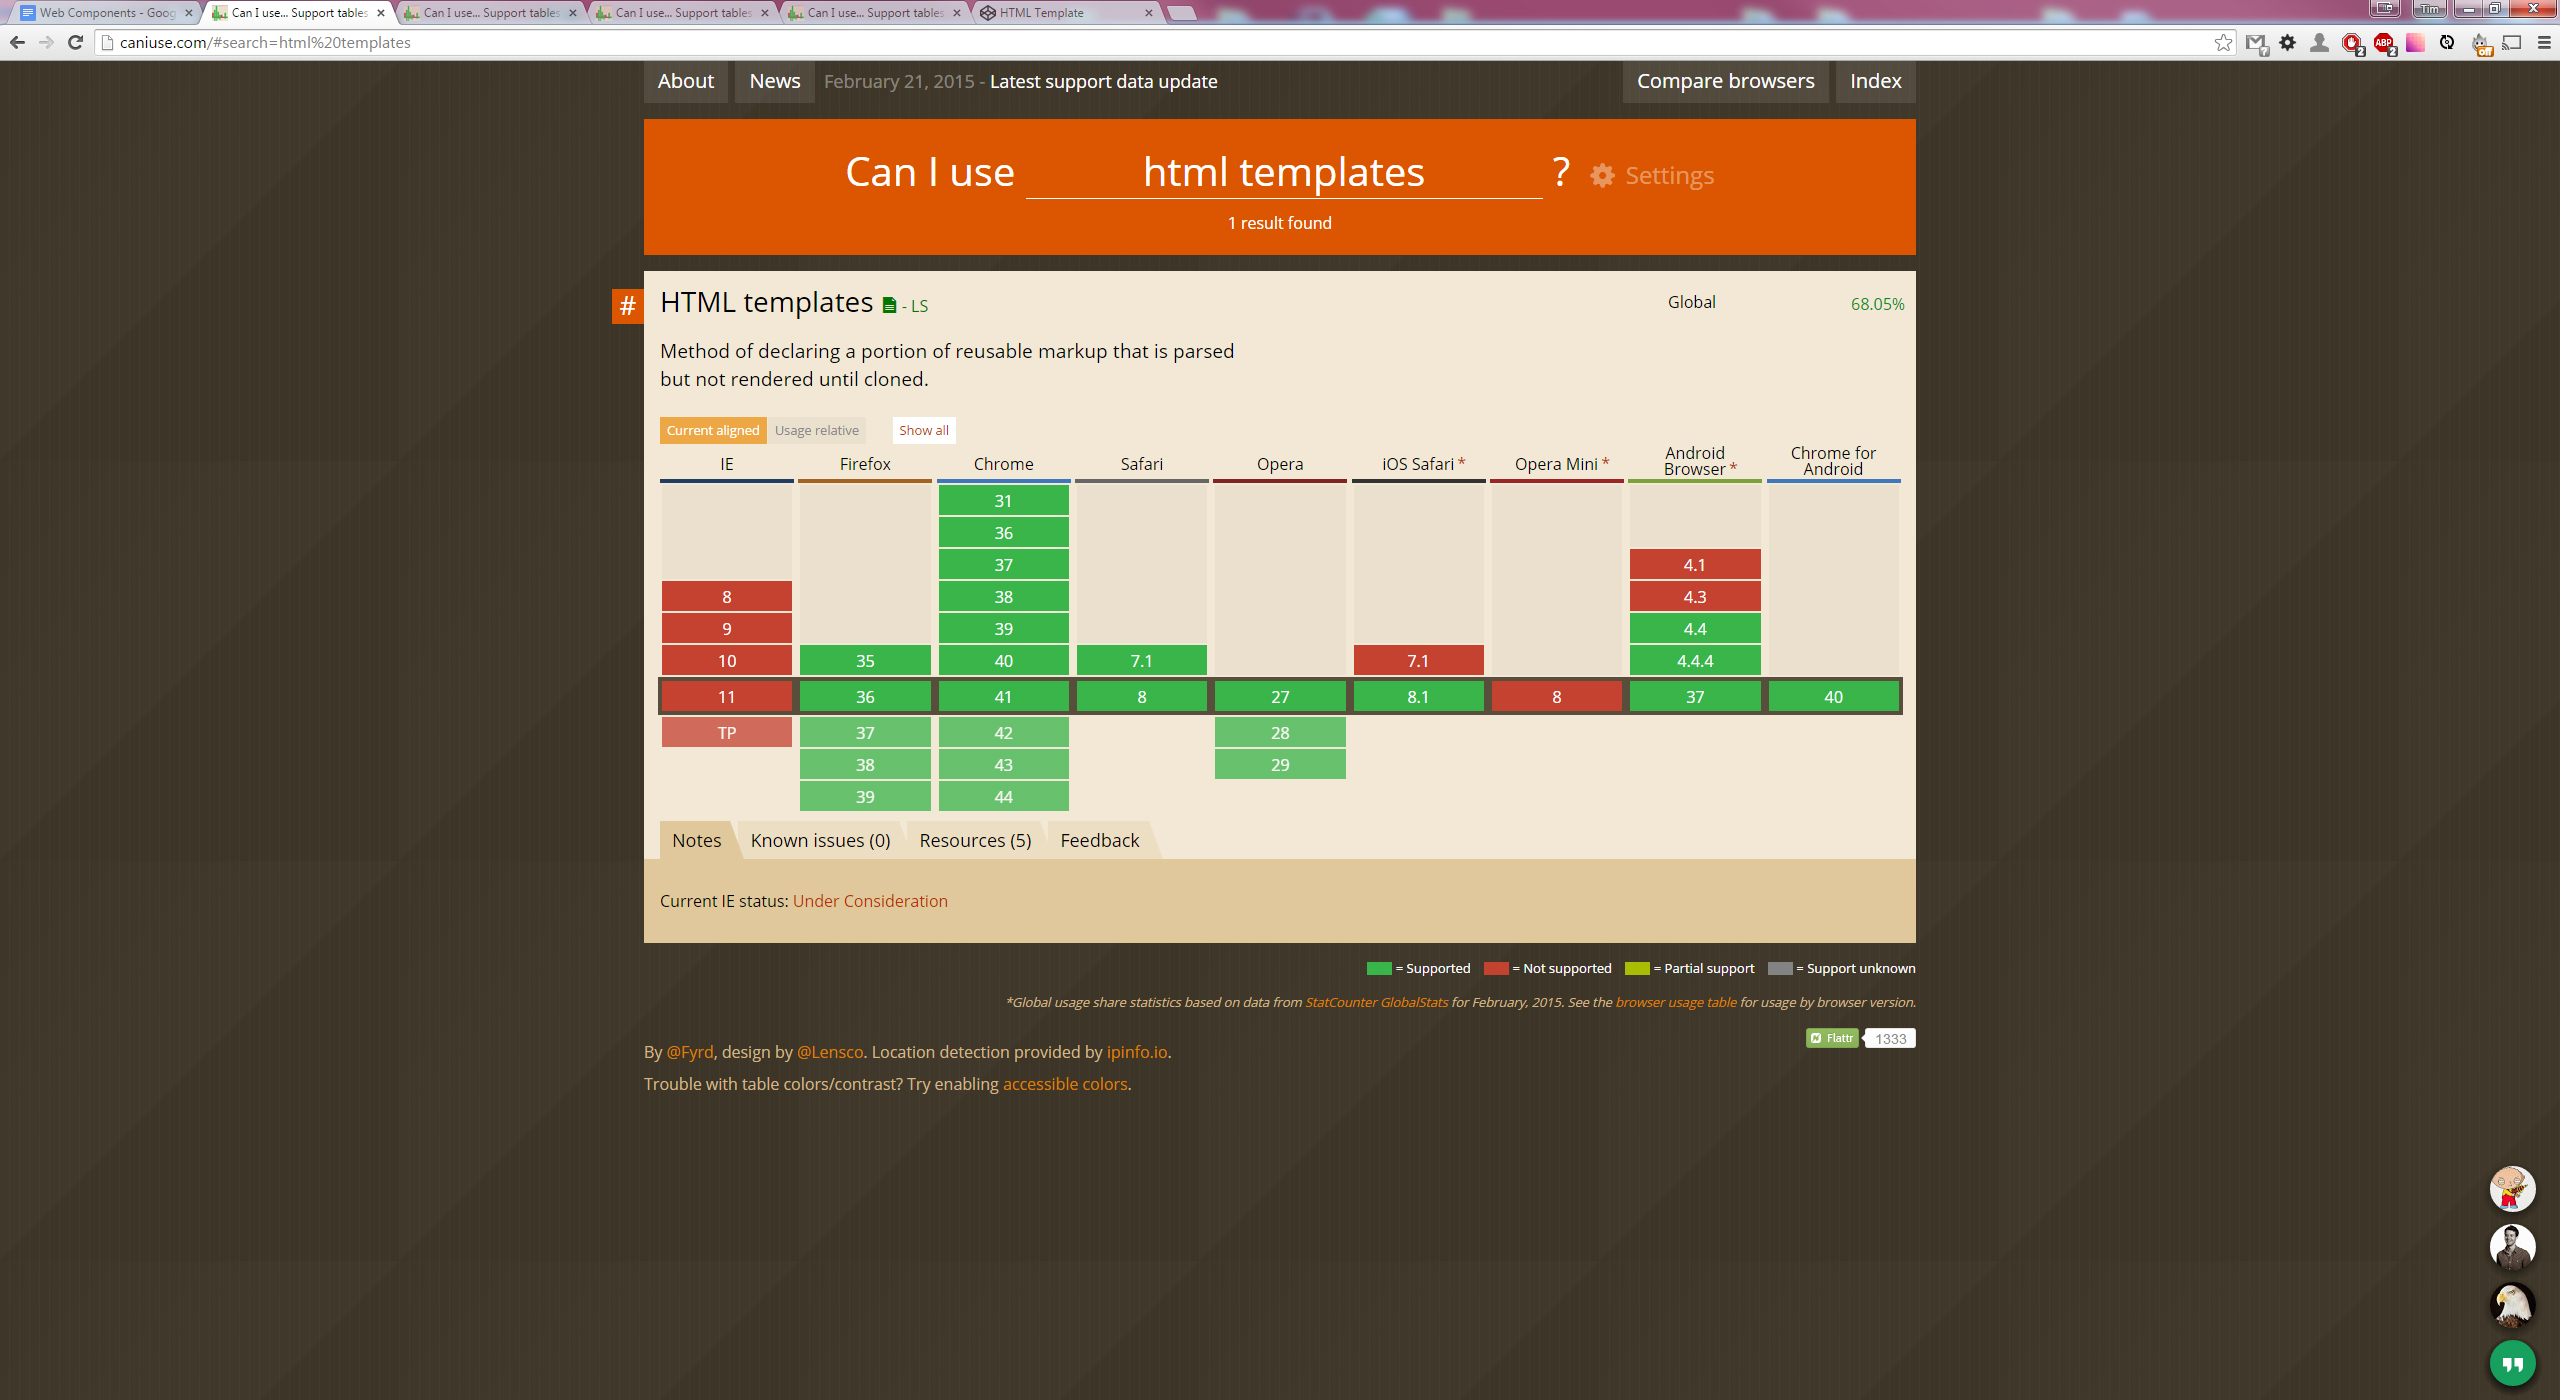 Web Components - Goog
Can I use... Support tables
Can I use... Support tables
Can I use... Support tables
Can I use... Support tables
HTML Template
Tim
caniuse.com/#search=html%20templates
About News February 21, 2015 - Latest support data update Compare browsers Index
Can I use html templates ? Settings
1 result found
# HTML templates - LS Global 68.05%
Method of declaring a portion of reusable markup that is parsed
but not rendered until cloned.
Current aligned Usage relative Show all
IE Firefox Chrome Safari Opera iOS Safari * Opera Mini * Android Browser * Chrome for Android
31
36
37 4.1
8 38 4.3
9 39 4.4
10 35 40 7.1 7.1 4.4.4
11 36 41 8 27 8.1 8 37 40
TP 37 42 28
38 43 29
39 44
Notes Known issues (0) Resources (5) Feedback
Current IE status: Under Consideration
= Supported = Not supported = Partial support = Support unknown
*Global usage share statistics based on data from StatCounter GlobalStats for February, 2015. See the browser usage table for usage by browser version.
Flattr 1333
By @Fyrd, design by @Lensco. Location detection provided by ipinfo.io.
Trouble with table colors/contrast? Try enabling accessible colors.